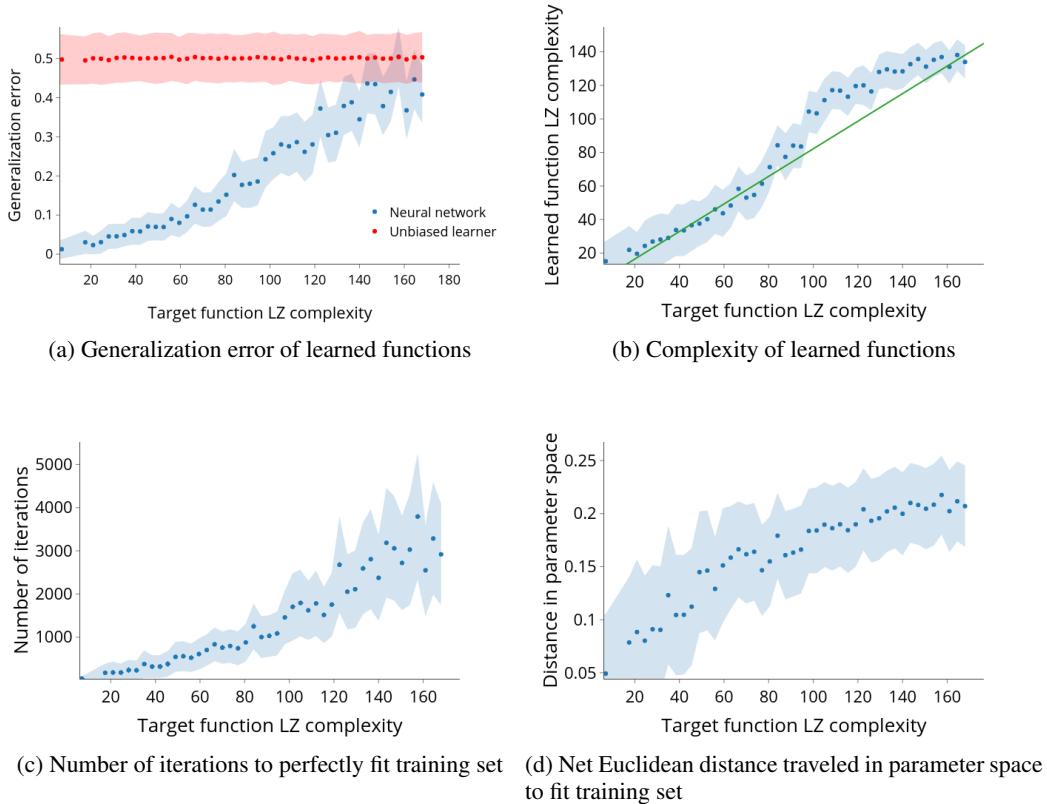 Generalization error
0.5
0.4
0.3
0.2
0.1
0
20 40 60 80 100 120 140 160 180
Neural network
Unbiased learner
Target function LZ complexity
(a) Generalization error of learned functions
Learned function LZ complexity
140
120
100
80
60
40
20
20 40 60 80 100 120 140 160
Target function LZ complexity
(b) Complexity of learned functions
Number of iterations
5000
4000
3000
2000
1000
20 40 60 80 100 120 140 160
Target function LZ complexity
(c) Number of iterations to perfectly fit training set
Distance in parameter space
0.25
0.2
0.15
0.1
0.05
20 40 60 80 100 120 140 160
Target function LZ complexity
(d) Net Euclidean distance traveled in parameter space
to fit training set